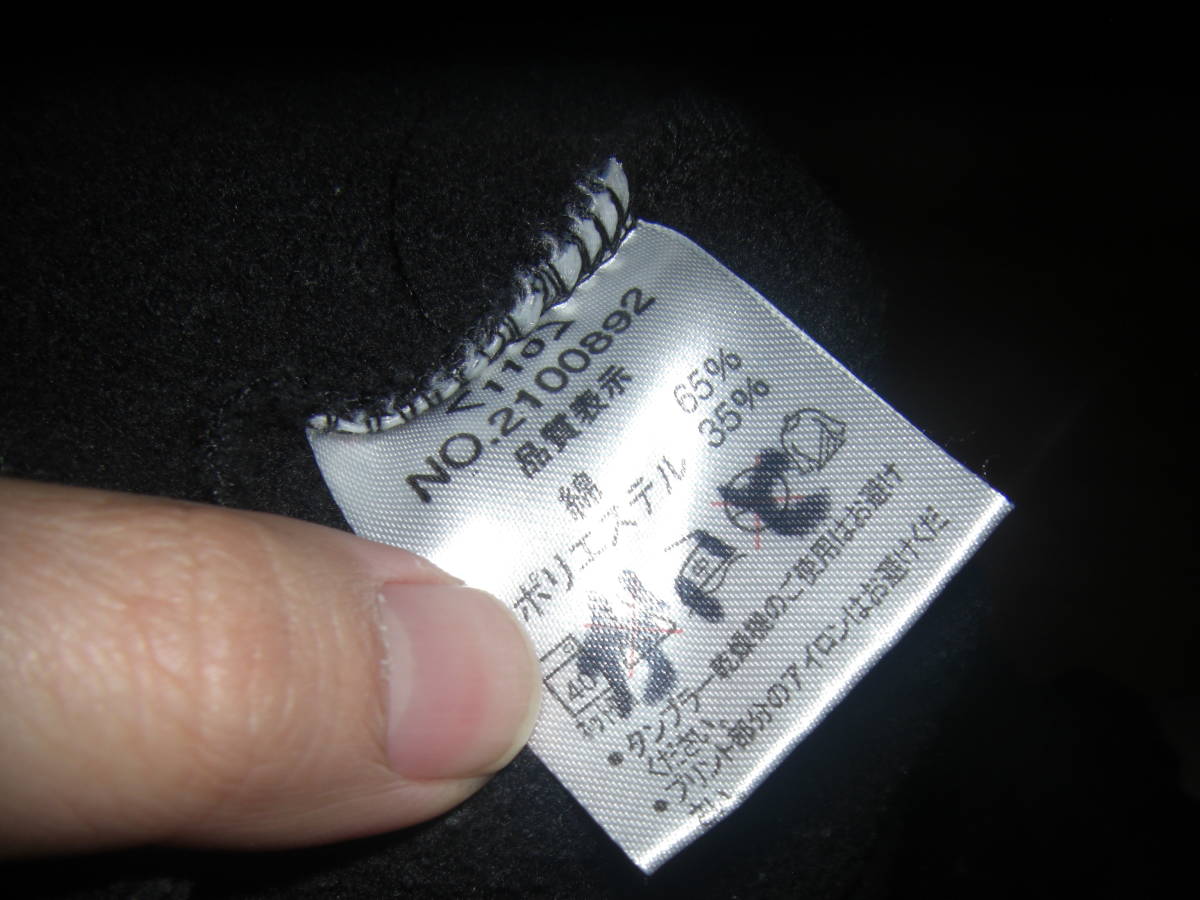 <110>
NO.2100892
品質表示
綿 65%
ポリエステル 35%
40
●タンブラー乾燥機のご使用はお避け
ください。
●プリント部分のアイロンはお避けくだ
さい